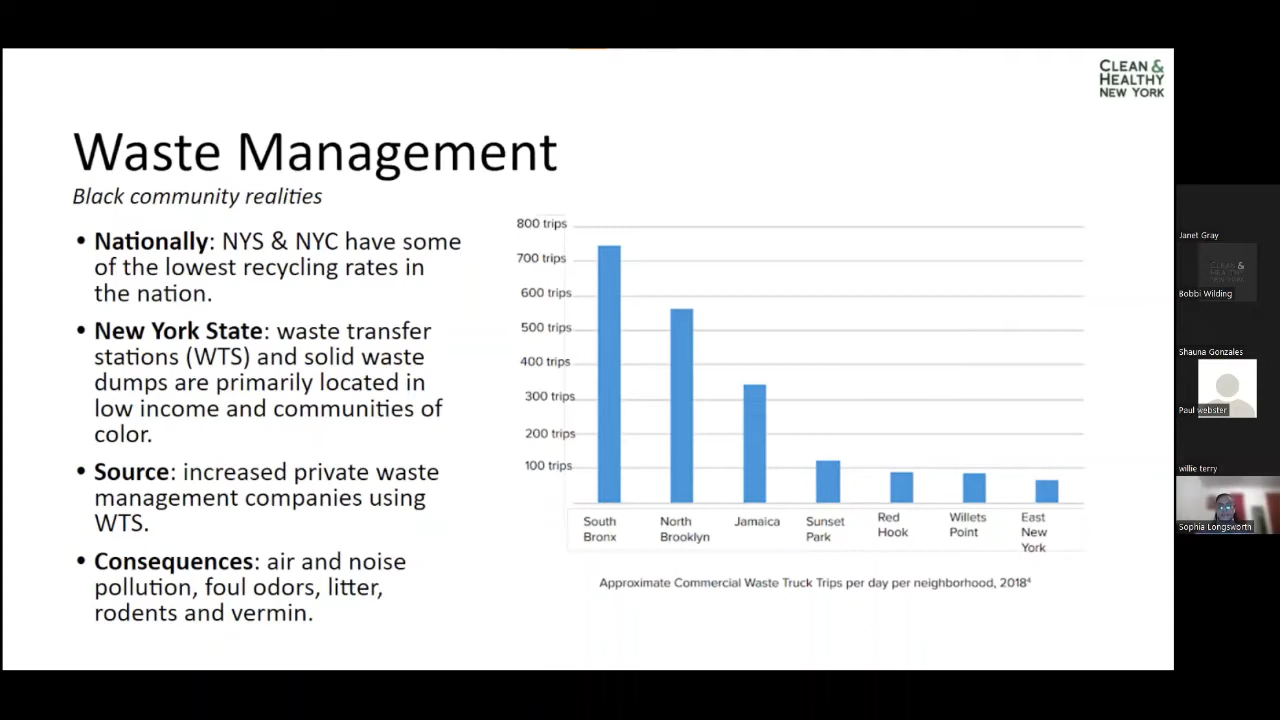 CLEAN &
HEALTHY
NEW YORK
Waste Management
Black community realities
• Nationally: NYS & NYC have some
of the lowest recycling rates in
the nation.
• New York State: waste transfer
stations (WTS) and solid waste
dumps are primarily located in
low income and communities of
color.
• Source: increased private waste
management companies using
WTS.
• Consequences: air and noise
pollution, foul odors, litter,
rodents and vermin.
800 trips
700 trips
600 trips
500 trips
400 trips
300 trips
200 trips
100 trips
South
Bronx
North
Brooklyn
Jamaica
Sunset
Park
Red
Hook
Willets
Point
East
New
York
Approximate Commercial Waste Truck Trips per day per neighborhood, 2018⁴
Janet Gray
CLEAN &
HEALTHY
NEW YORK
Bobbi Wilding
Shauna Gonzales
Paul webster
willie terry
Sophia Longsworth